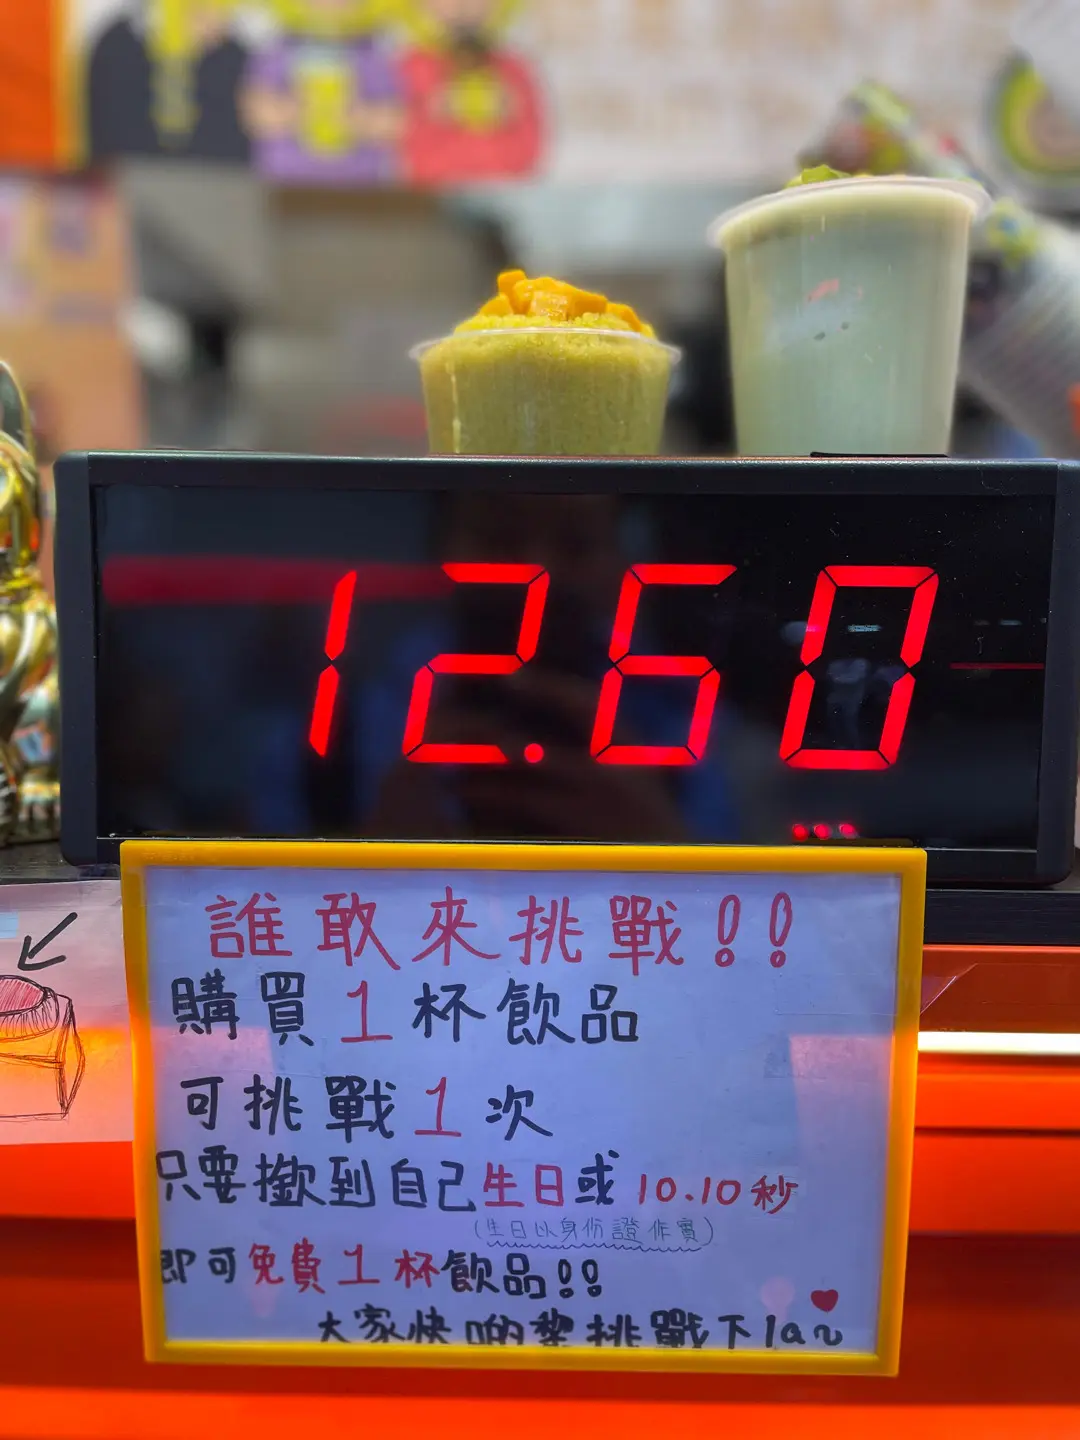 12.60
誰敢來挑戰!!
購買1杯飲品
可挑戰1次
只要撳到自己生日或10.10秒
(生日以身份證作實)
即可免費1杯飲品!!
大家快啲黎挑戰下la~